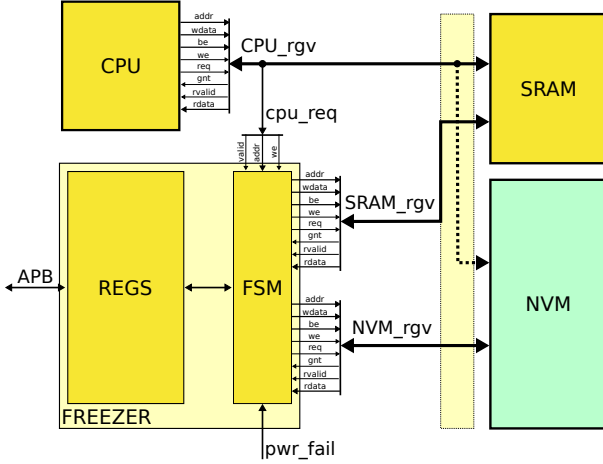 addr
wdata
be
we
req
gnt
rvalid
rdata
CPU
CPU_rgv
SRAM
cpu_req
valid
addr
we
addr
wdata
be
we
req
gnt
rvalid
rdata
SRAM_rgv
APB
REGS
FSM
addr
wdata
be
we
req
gnt
rvalid
rdata
NVM_rgv
NVM
FREEZER
pwr_fail